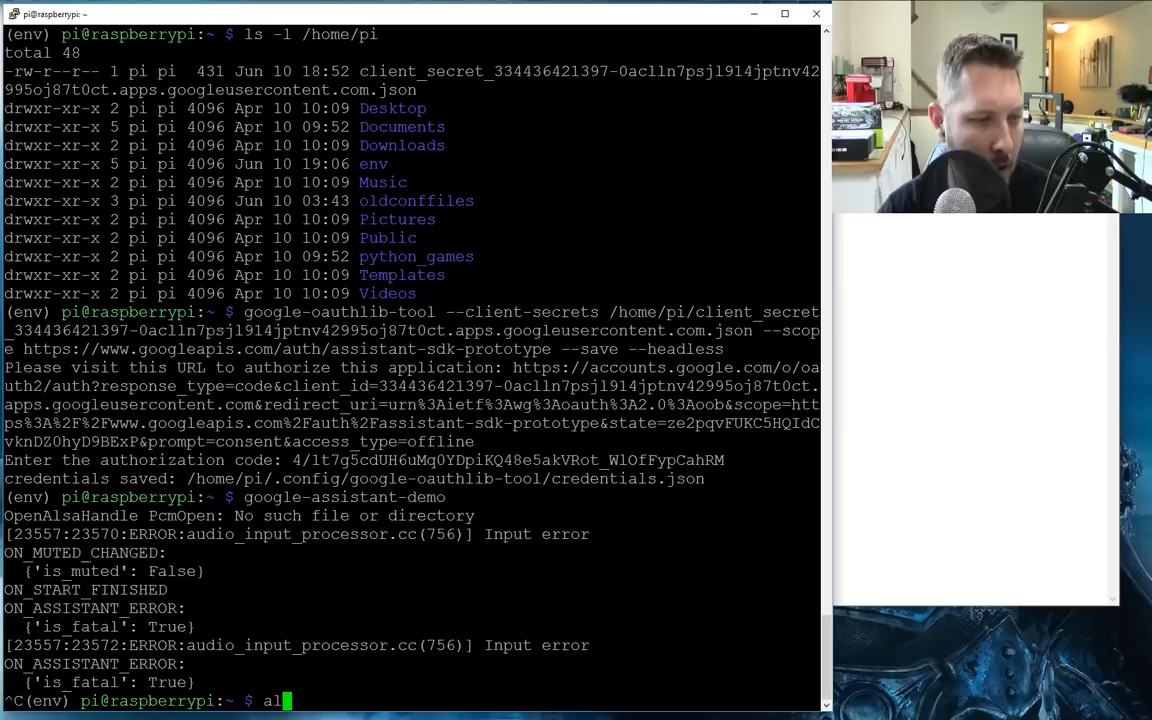 pi@raspberrypi: ~
(env) pi@raspberrypi:~ $ ls -l /home/pi
total 48
-rw-r--r-- 1 pi pi  431 Jun 10 18:52 client_secret_334436421397-0aclln7psjl914jptnv42
995oj87t0ct.apps.googleusercontent.com.json
drwxr-xr-x 2 pi pi 4096 Apr 10 10:09 Desktop
drwxr-xr-x 5 pi pi 4096 Apr 10 09:52 Documents
drwxr-xr-x 2 pi pi 4096 Apr 10 10:09 Downloads
drwxr-xr-x 5 pi pi 4096 Jun 10 19:06 env
drwxr-xr-x 2 pi pi 4096 Apr 10 10:09 Music
drwxr-xr-x 3 pi pi 4096 Jun 10 03:43 oldconffiles
drwxr-xr-x 2 pi pi 4096 Apr 10 10:09 Pictures
drwxr-xr-x 2 pi pi 4096 Apr 10 10:09 Public
drwxr-xr-x 2 pi pi 4096 Apr 10 09:52 python_games
drwxr-xr-x 2 pi pi 4096 Apr 10 10:09 Templates
drwxr-xr-x 2 pi pi 4096 Apr 10 10:09 Videos
(env) pi@raspberrypi:~ $ google-oauthlib-tool --client-secrets /home/pi/client_secret
_334436421397-0aclln7psjl914jptnv42995oj87t0ct.apps.googleusercontent.com.json --scop
e https://www.googleapis.com/auth/assistant-sdk-prototype --save --headless
Please visit this URL to authorize this application: https://accounts.google.com/o/oa
uth2/auth?response_type=code&client_id=334436421397-0aclln7psjl914jptnv42995oj87t0ct.
apps.googleusercontent.com&redirect_uri=urn%3Aietf%3Awg%3Aoauth%3A2.0%3Aoob&scope=htt
ps%3A%2F%2Fwww.googleapis.com%2Fauth%2Fassistant-sdk-prototype&state=ze2pqvFUKC5HQIdC
vknDZ0hyD9BExP&prompt=consent&access_type=offline
Enter the authorization code: 4/1t7g5cdUH6uMq0YDpiKQ48e5akVRot_WlOfFypCahRM
credentials saved: /home/pi/.config/google-oauthlib-tool/credentials.json
(env) pi@raspberrypi:~ $ google-assistant-demo
OpenAlsaHandle PcmOpen: No such file or directory
[23557:23570:ERROR:audio_input_processor.cc(756)] Input error
ON_MUTED_CHANGED:
  {'is_muted': False}
ON_START_FINISHED
ON_ASSISTANT_ERROR:
  {'is_fatal': True}
[23557:23572:ERROR:audio_input_processor.cc(756)] Input error
ON_ASSISTANT_ERROR:
  {'is_fatal': True}
^C(env) pi@raspberrypi:~ $ al